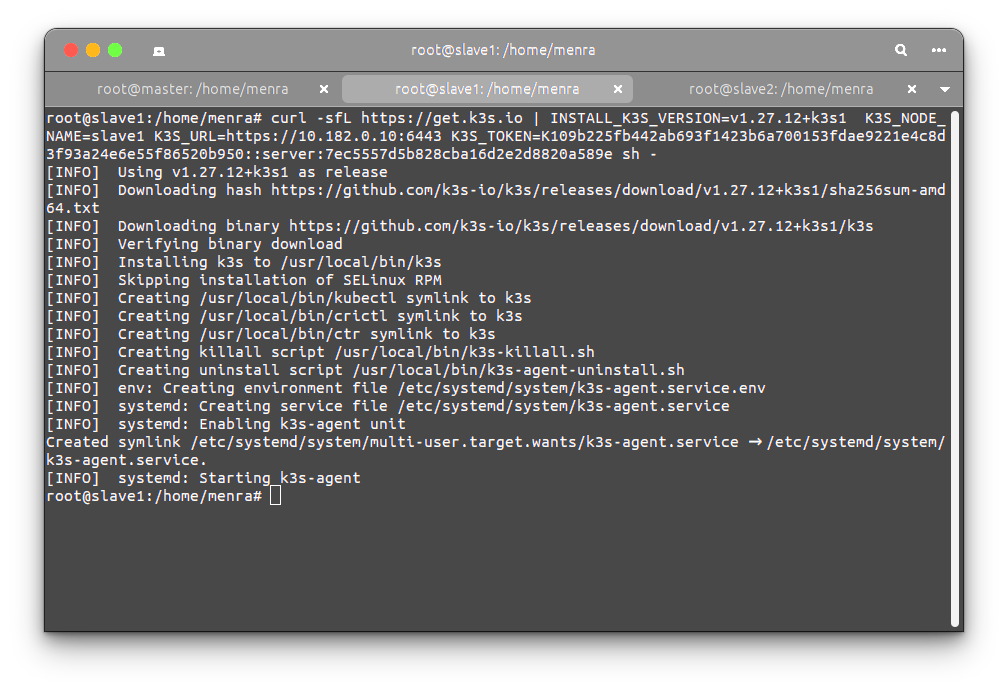 root@slave1: /home/menra
root@master: /home/menra
root@slave1: /home/menra
root@slave2: /home/menra
root@slave1:/home/menra# curl -sfL https://get.k3s.io | INSTALL_K3S_VERSION=v1.27.12+k3s1  K3S_NODE_
NAME=slave1 K3S_URL=https://10.182.0.10:6443 K3S_TOKEN=K109b225fb442ab693f1423b6a700153fdae9221e4c8d
3f93a24e6e55f86520b950::server:7ec5557d5b828cba16d2e2d8820a589e sh -
[INFO]  Using v1.27.12+k3s1 as release
[INFO]  Downloading hash https://github.com/k3s-io/k3s/releases/download/v1.27.12+k3s1/sha256sum-amd
64.txt
[INFO]  Downloading binary https://github.com/k3s-io/k3s/releases/download/v1.27.12+k3s1/k3s
[INFO]  Verifying binary download
[INFO]  Installing k3s to /usr/local/bin/k3s
[INFO]  Skipping installation of SELinux RPM
[INFO]  Creating /usr/local/bin/kubectl symlink to k3s
[INFO]  Creating /usr/local/bin/crictl symlink to k3s
[INFO]  Creating /usr/local/bin/ctr symlink to k3s
[INFO]  Creating killall script /usr/local/bin/k3s-killall.sh
[INFO]  Creating uninstall script /usr/local/bin/k3s-agent-uninstall.sh
[INFO]  env: Creating environment file /etc/systemd/system/k3s-agent.service.env
[INFO]  systemd: Creating service file /etc/systemd/system/k3s-agent.service
[INFO]  systemd: Enabling k3s-agent unit
Created symlink /etc/systemd/system/multi-user.target.wants/k3s-agent.service → /etc/systemd/system/
k3s-agent.service.
[INFO]  systemd: Starting k3s-agent
root@slave1:/home/menra#